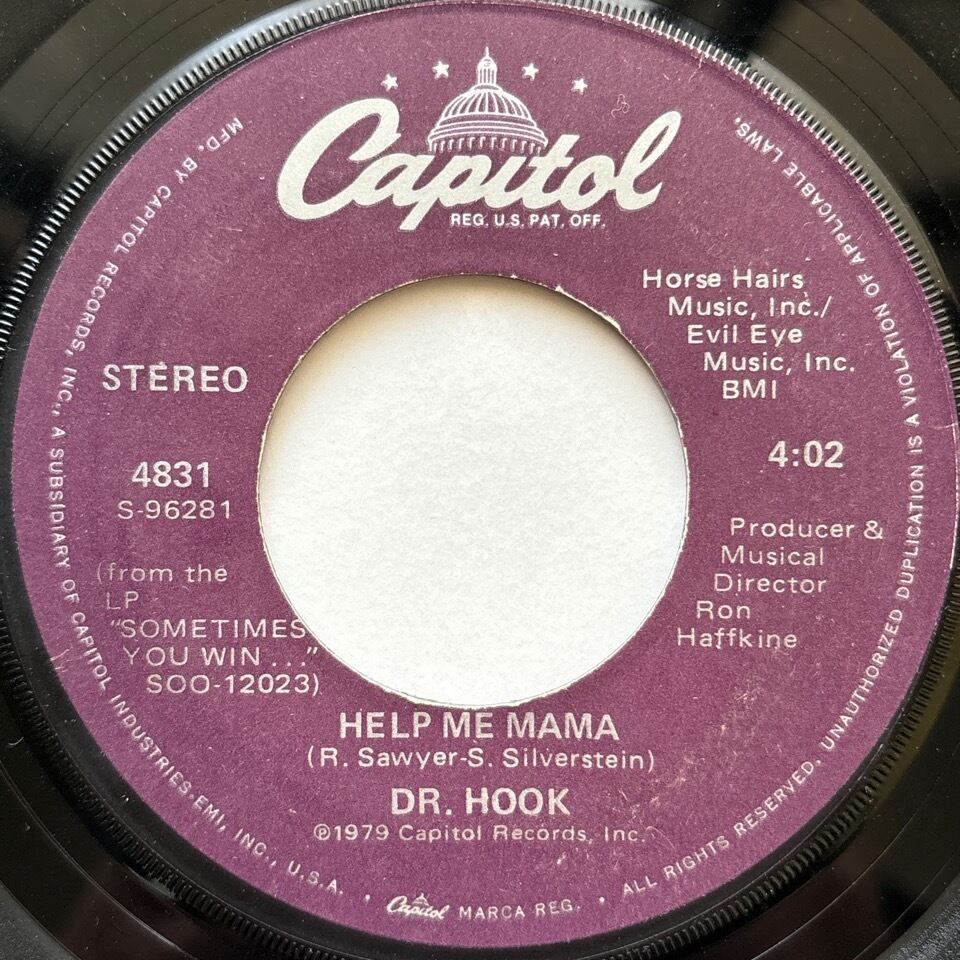 Capitol
REG. U.S. PAT. OFF.
Horse Hairs
Music, Inc./
Evil Eye
Music, Inc.
BMI
STEREO
4831
S-96281
4:02
(from the
LP
"SOMETIMES
YOU WIN..."
SOO-12023)
Producer &
Musical
Director
Ron
Haffkine
HELP ME MAMA
(R. Sawyer-S. Silverstein)
DR. HOOK
℗1979 Capitol Records, Inc.
MFD. BY CAPITOL RECORDS, INC., A SUBSIDIARY OF CAPITOL INDUSTRIES-EMI, INC., U.S.A. • Capitol MARCA REG. • ALL RIGHTS RESERVED. UNAUTHORIZED DUPLICATION IS A VIOLATION OF APPLICABLE LAWS.